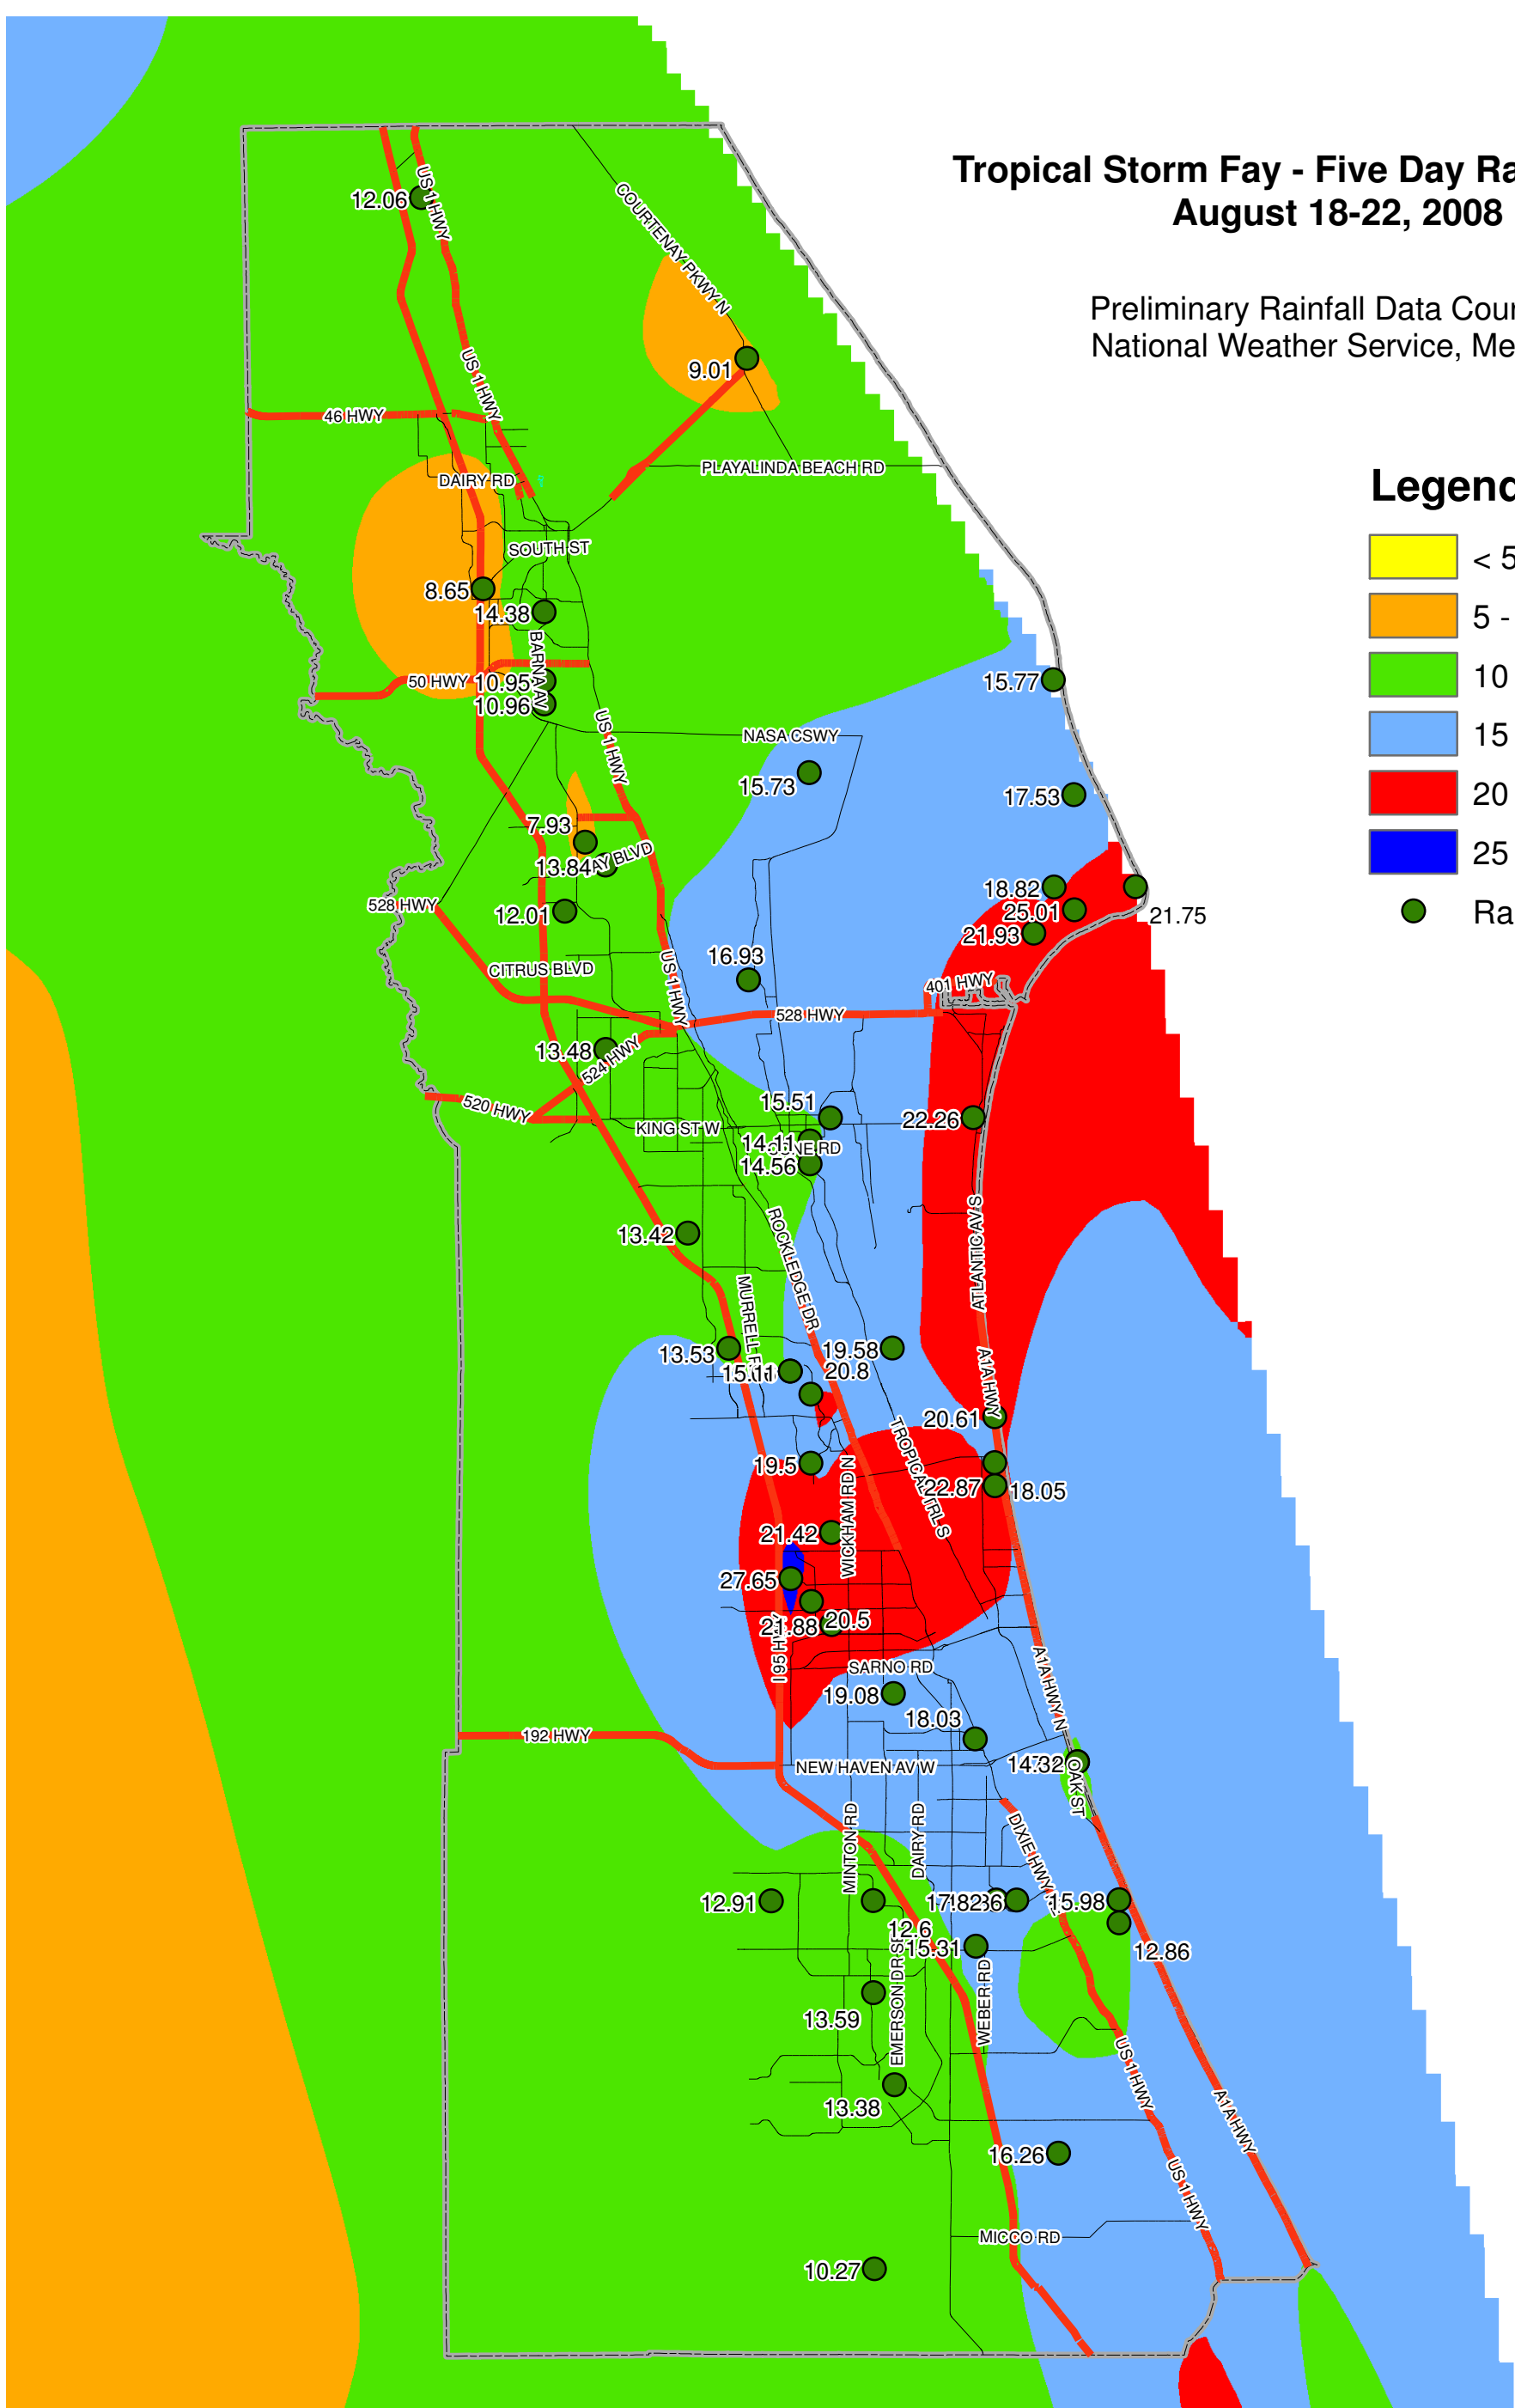 Tropical Storm Fay - Five Day Ra
August 18-22, 2008
Preliminary Rainfall Data Cour
National Weather Service, Me
Legend
< 5
5 -
10
15
20
25
Ra
12.06
US 1 HWY
COURTENAY PKWY N
9.01
US 1 HWY
46 HWY
PLAYALINDA BEACH RD
DAIRY RD
SOUTH ST
8.65
14.38
BARNA AV
50 HWY
10.95
15.77
10.96
US 1 HWY
NASA CSWY
15.73
17.53
7.93
13.84
AY BLVD
18.82
528 HWY
12.01
25.01
21.75
21.93
16.93
CITRUS BLVD
US 1 HWY
401 HWY
528 HWY
13.48
524 HWY
520 HWY
15.51
22.26
KING ST W
14.11
14.56
ROCKLEDGE DR
ATLANTIC AV S
13.42
MURRELL
13.53
19.58
20.8
A1A HWY
20.61
TROPICAL TRL S
19.5
WICKHAM RD N
22.87
18.05
21.42
27.65
21.88
20.5
I 95 HWY
SARNO RD
A1A HWY N
19.08
18.03
192 HWY
NEW HAVEN AV W
14.32
OAK ST
MINTON RD
DAIRY RD
DIXIE HWY
12.91
15.98
12.6
15.31
12.86
EMERSON DR SE
WEBER RD
13.59
US 1 HWY
13.38
A1A HWY
16.26
US 1 HWY
MICCO RD
10.27